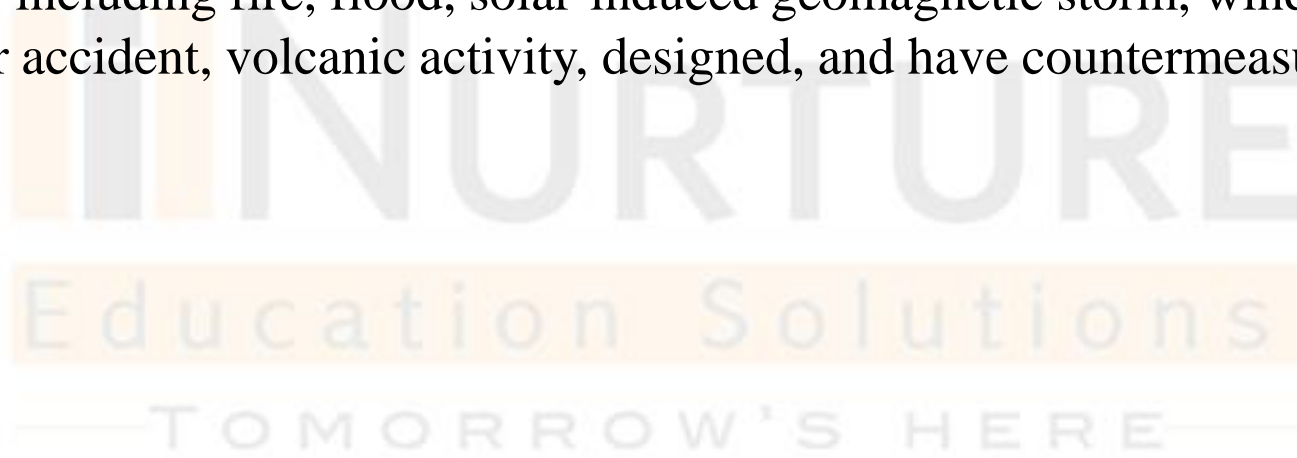 including fire, flood, solar-induced geomagnetic storm,
accident, volcanic activity, designed, and have
NURTURE
Education Solutions
TOMORROW'S HERE